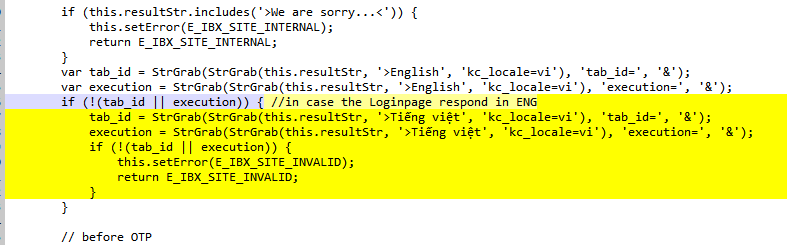 if (this.resultStr.includes('>We are sorry...<')) {
this.setError(E_IBX_SITE_INTERNAL);
return E_IBX_SITE_INTERNAL;
}
var tab_id = StrGrab(StrGrab(this.resultStr, '>English', 'kc_locale=vi'), 'tab_id=', '&');
var execution = StrGrab(StrGrab(this.resultStr, '>English', 'kc_locale=vi'), 'execution=', '&');
if (!(tab_id || execution)) { //in case the Loginpage respond in ENG
tab_id = StrGrab(StrGrab(this.resultStr, '>Tiếng việt', 'kc_locale=vi'), 'tab_id=', '&');
execution = StrGrab(StrGrab(this.resultStr, '>Tiếng việt', 'kc_locale=vi'), 'execution=', '&');
if (!(tab_id || execution)) {
this.setError(E_IBX_SITE_INVALID);
return E_IBX_SITE_INVALID;
}
}
// before OTP